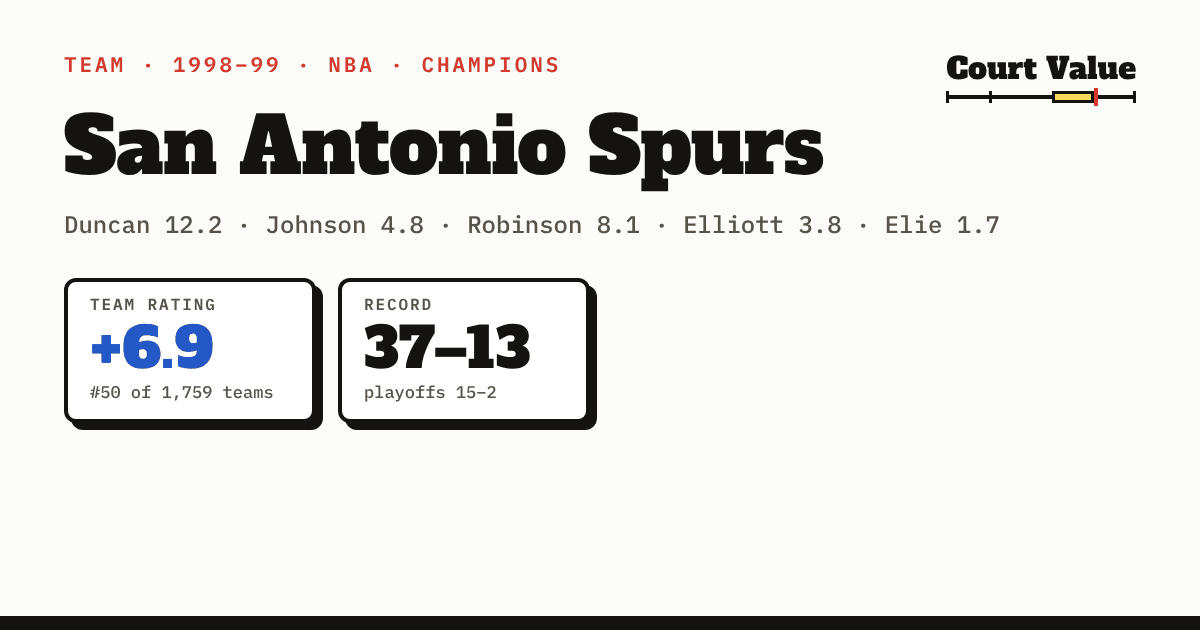 TEAM · 1998–99 · NBA · CHAMPIONS
Court Value
San Antonio Spurs
Duncan 12.2 · Johnson 4.8 · Robinson 8.1 · Elliott 3.8 · Elie 1.7
TEAM RATING
+6.9
#50 of 1,759 teams
RECORD
37–13
playoffs 15–2